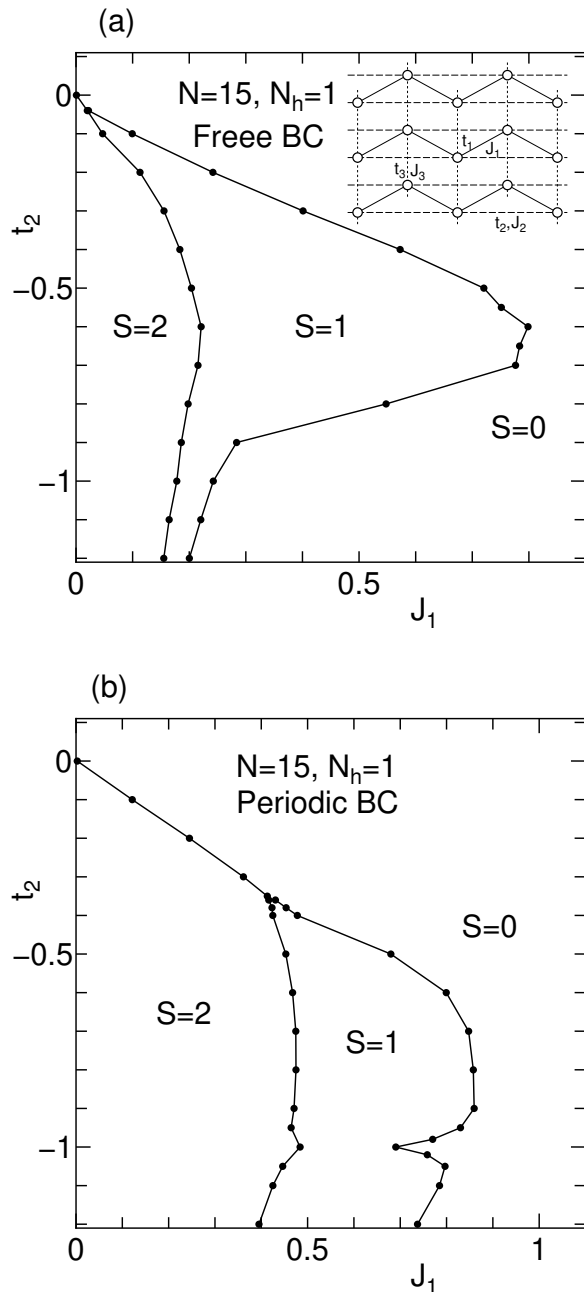 (a)
0
N=15, N_h=1
Freee BC
t_1
J_1
t_3,J_3
t_2,J_2
t_2
−0.5
S=2
S=1
S=0
−1
0
0.5
J_1
(b)
0
N=15, N_h=1
Periodic BC
t_2
S=0
−0.5
S=2
S=1
−1
0
0.5
1
J_1